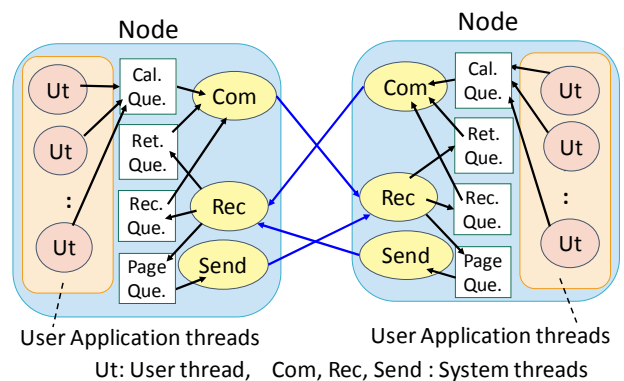 Node
Ut
Ut
:
Ut
Cal.
Que.
Ret.
Que.
Rec.
Que.
Page
Que.
Com
Rec
Send
User Application threads
Node
Com
Rec
Send
Cal.
Que.
Ret.
Que.
Rec.
Que.
Page
Que.
Ut
Ut
:
Ut
User Application threads
Ut: User thread, Com, Rec, Send : System threads